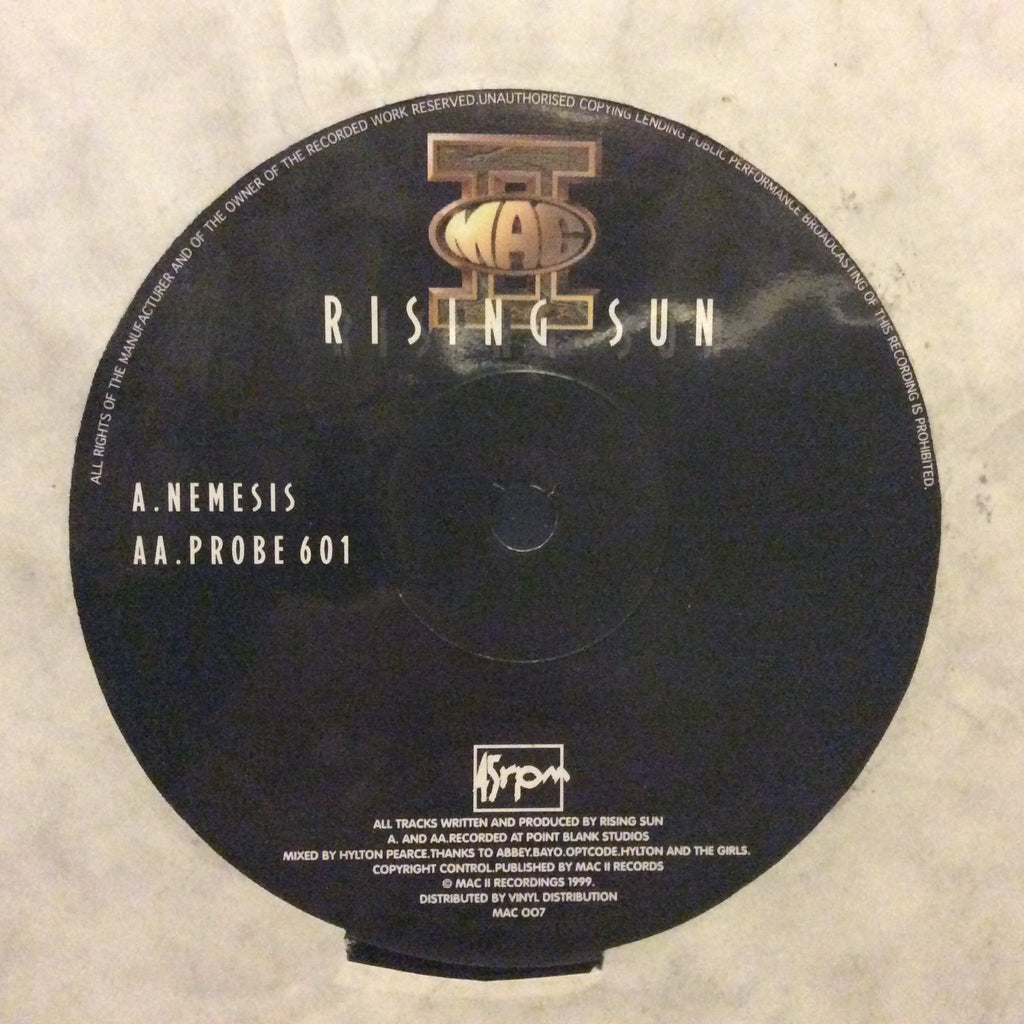 ALL RIGHTS OF THE MANUFACTURER AND OF THE OWNER OF THE RECORDED WORK RESERVED.UNAUTHORISED COPYING LENDING PUBLIC PERFORMANCE BROADCASTING OF THIS RECORDING IS PROHIBITED.
II
MAC
RISING SUN
A.NEMESIS
AA.PROBE 601
45rpm
ALL TRACKS WRITTEN AND PRODUCED BY RISING SUN
A. AND AA.RECORDED AT POINT BLANK STUDIOS
MIXED BY HYLTON PEARCE.THANKS TO ABBEY.BAYO.OPTCODE.HYLTON AND THE GIRLS.
COPYRIGHT CONTROL.PUBLISHED BY MAC II RECORDS
© MAC II RECORDINGS 1999.
DISTRIBUTED BY VINYL DISTRIBUTION
MAC 007